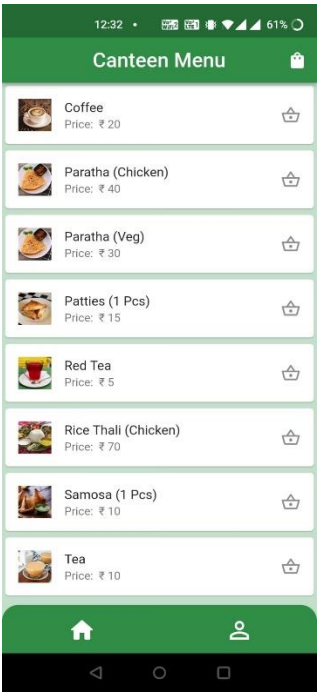 12:32 • 61%
Canteen Menu
Coffee
Price: ₹ 20
Paratha (Chicken)
Price: ₹ 40
Paratha (Veg)
Price: ₹ 30
Patties (1 Pcs)
Price: ₹ 15
Red Tea
Price: ₹ 5
Rice Thali (Chicken)
Price: ₹ 70
Samosa (1 Pcs)
Price: ₹ 10
Tea
Price: ₹ 10